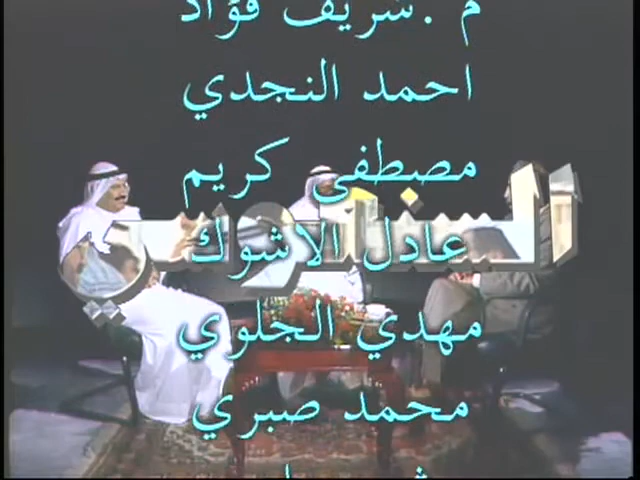 م . شريف فؤاد
احمد النجدي
مصطفى كريم
عادل الاشوك
مهدي الجلوي
محمد صبري